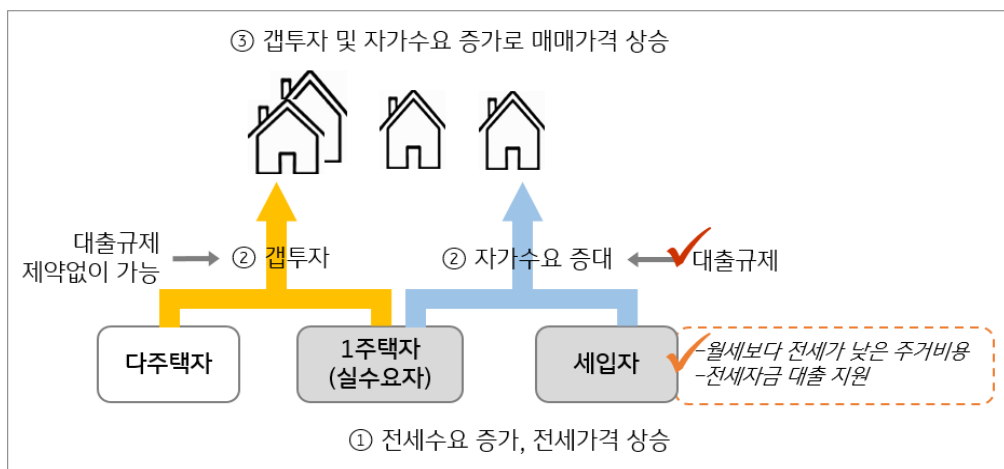 ③ 갭투자 및 자가수요 증가로 매매가격 상승
대출규제
제약없이 가능
② 갭투자
② 자가수요 증대
대출규제
다주택자
1주택자
(실수요자)
세입자
-월세보다 전세가 낮은 주거비용
-전세자금 대출 지원
① 전세수요 증가, 전세가격 상승